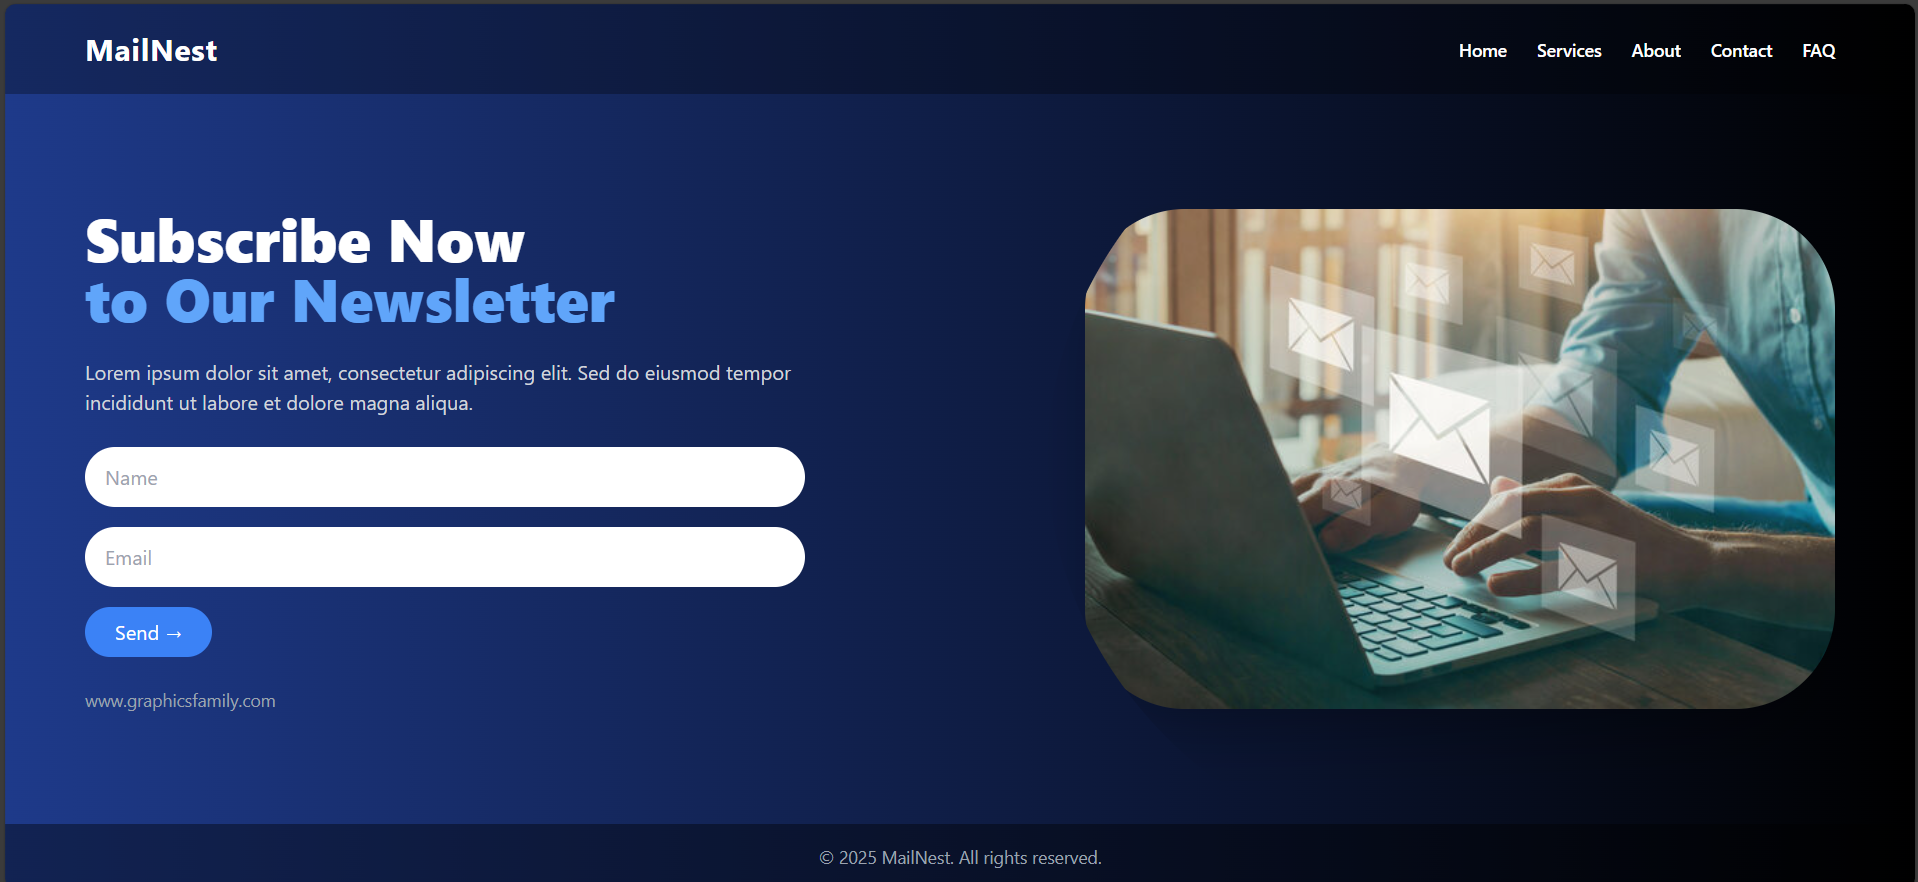 MailNest
Home
Services
About
Contact
FAQ
Subscribe Now
to Our Newsletter
Lorem ipsum dolor sit amet, consectetur adipiscing elit. Sed do eiusmod tempor
incididunt ut labore et dolore magna aliqua.
Name
Email
Send →
www.graphicsfamily.com
© 2025 MailNest. All rights reserved.